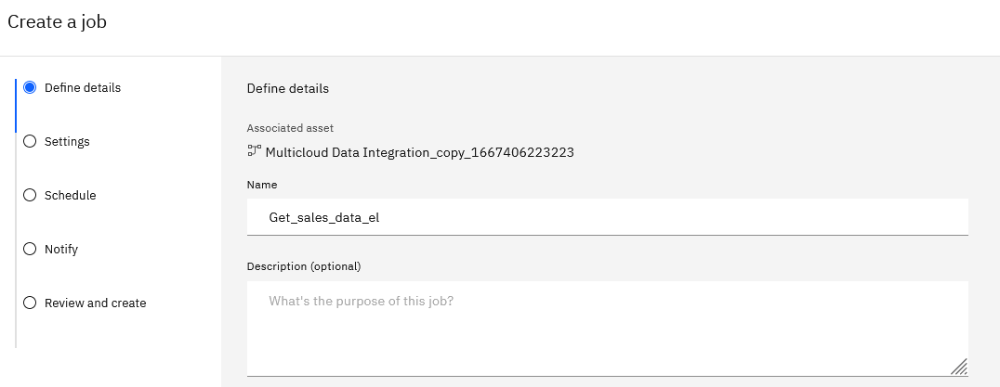 Create a job
Define details
Settings
Schedule
Notify
Review and create
Define details
Associated asset
Multicloud Data Integration_copy_1667406223223
Name
Get_sales_data_el
Description (optional)
What's the purpose of this job?